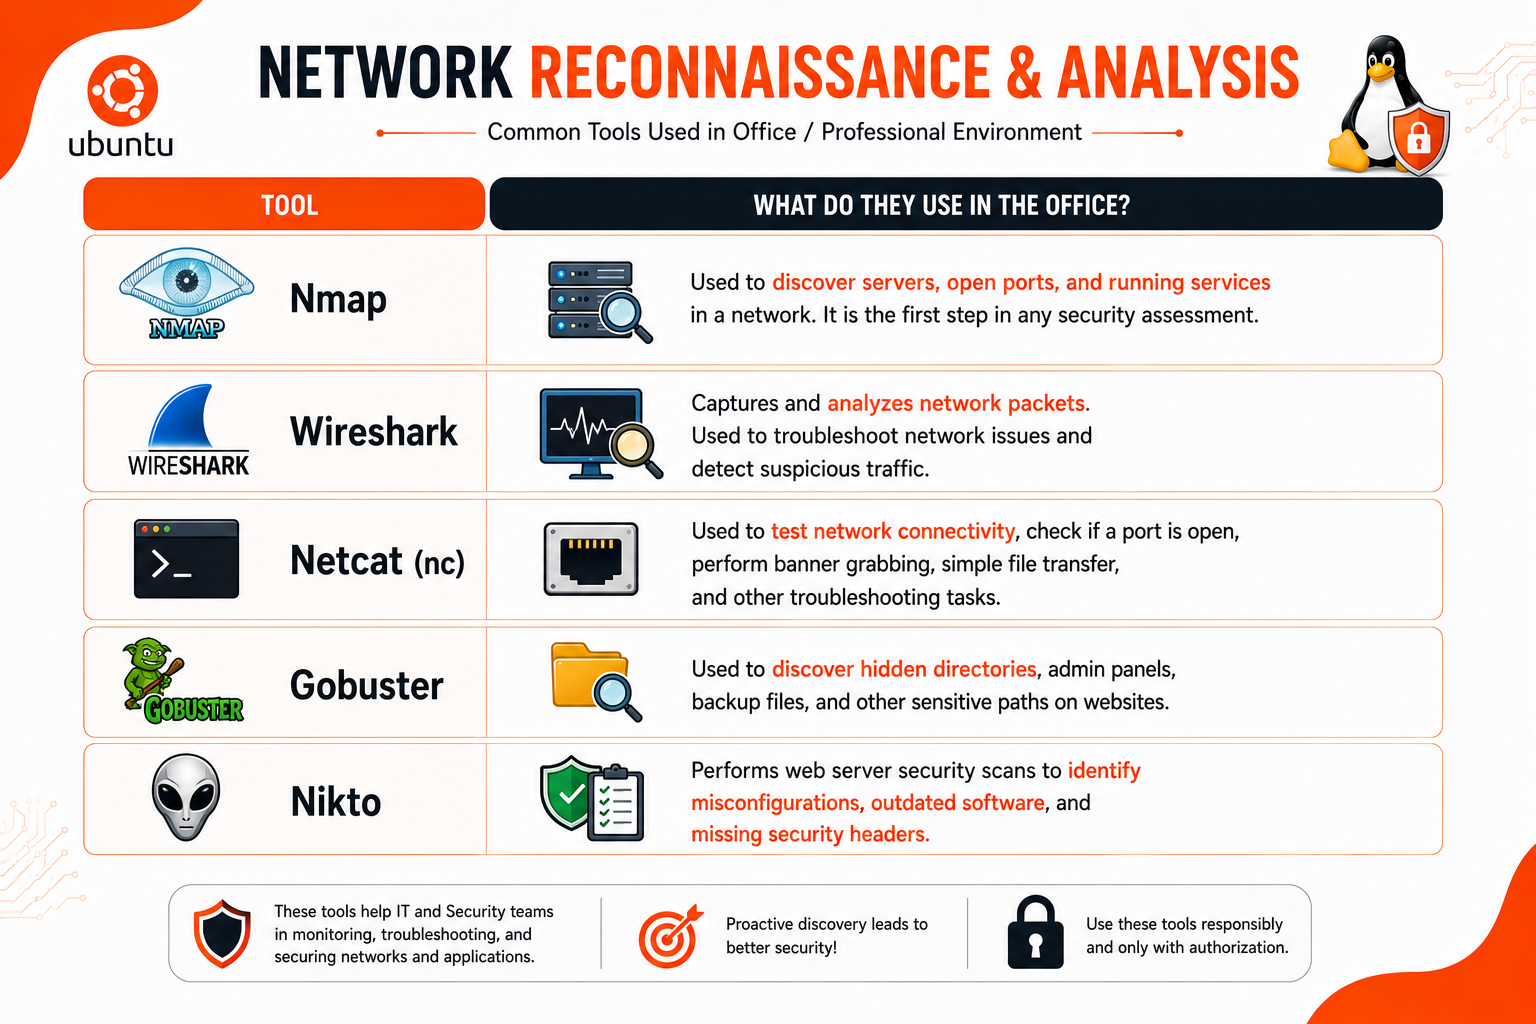 ubuntu
NETWORK RECONNAISSANCE & ANALYSIS
Common Tools Used in Office / Professional Environment
TOOL
WHAT DO THEY USE IN THE OFFICE?
NMAP
Nmap
Used to discover servers, open ports, and running services
in a network. It is the first step in any security assessment.
WIRESHARK
Wireshark
Captures and analyzes network packets.
Used to troubleshoot network issues and
detect suspicious traffic.
Netcat (nc)
Used to test network connectivity, check if a port is open,
perform banner grabbing, simple file transfer,
and other troubleshooting tasks.
GOBUSTER
Gobuster
Used to discover hidden directories, admin panels,
backup files, and other sensitive paths on websites.
Nikto
Performs web server security scans to identify
misconfigurations, outdated software, and
missing security headers.
These tools help IT and Security teams
in monitoring, troubleshooting, and
securing networks and applications.
Proactive discovery leads to
better security!
Use these tools responsibly
and only with authorization.